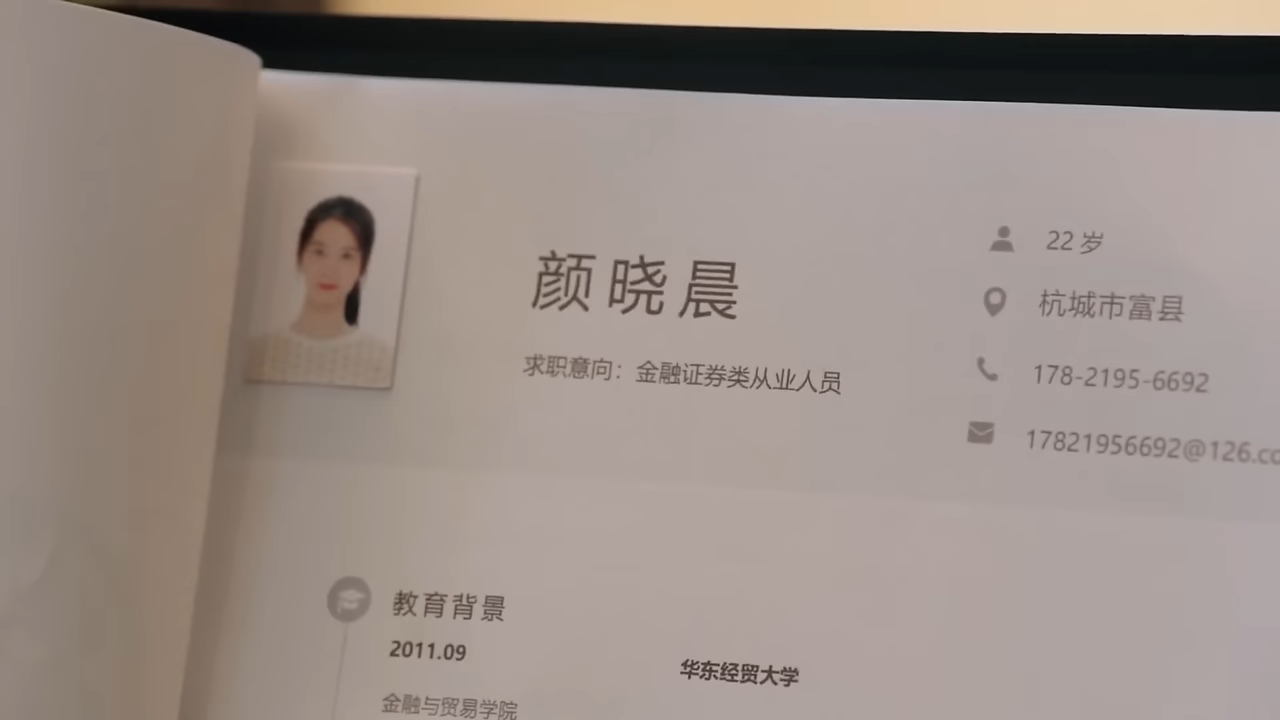 颜晓晨
求职意向：金融证券类从业人员
22岁
杭城市富县
178-2195-6692
17821956692@126.co
教育背景
2011.09
华东经贸大学
金融与贸易学院